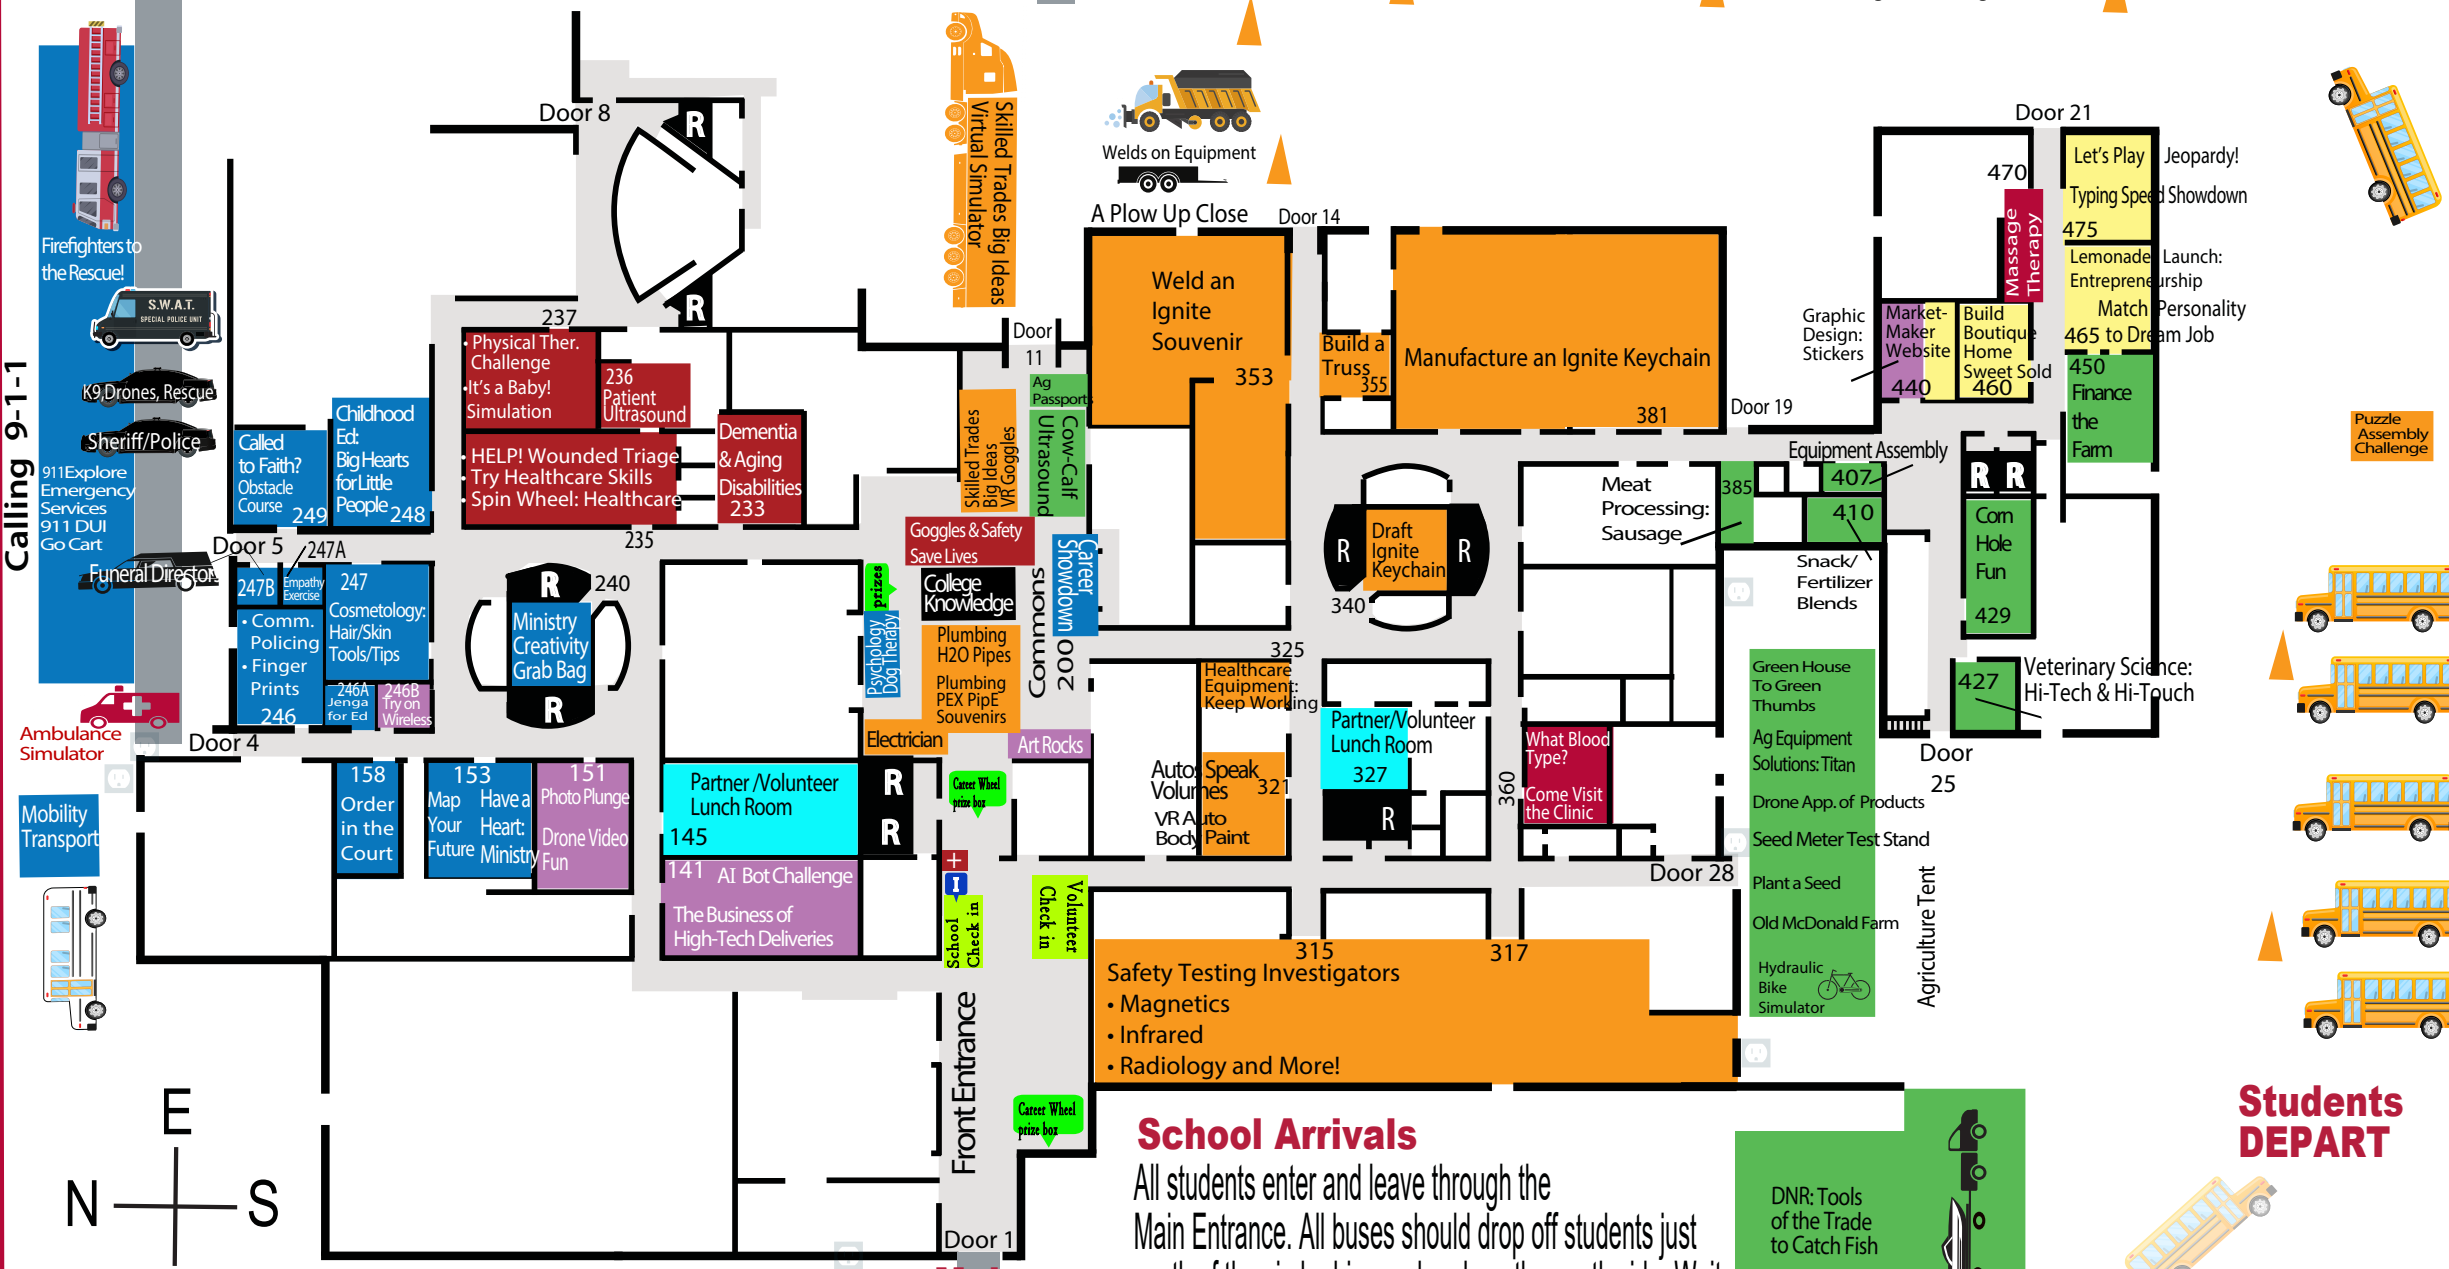 Calling 9-1-1
Firefighters to
the Rescue!
S.W.A.T.
SPECIAL POLICE UNIT
K9,Drones, Rescue
Sheriff/Police
911Explore
Emergency
Services
911 DUI
Go Cart
Funeral Directors
Ambulance
Simulator
Mobility
Transport
E
N
S
Door 8
R
R
Door 5
247A
Called
to Faith?
Obstacle
Course
249
Childhood
Ed:
Big Hearts
for Little
People 248
247B
Empathy
Exercise
247
Cosmetology:
Hair/Skin
Tools/Tips
• Comm.
Policing
• Finger
Prints
246
246A
Jenga
for Ed
246B
Try on
Wireless
Door 4
237
• Physical Ther.
Challenge
•It's a Baby!
Simulation
236
Patient
Ultrasound
• HELP! Wounded Triage
• Try Healthcare Skills
• Spin Wheel: Healthcare
Dementia
& Aging
Disabilities
233
235
R
240
Ministry
Creativity
Grab Bag
R
158
Order
in the
Court
153
Map
Your
Future
Have a
Heart:
Ministry
151
Photo Plunge
Drone Video
Fun
Partner /Volunteer
Lunch Room
145
141 AI Bot Challenge
The Business of
High-Tech Deliveries
R
R
Skilled Trades Big Ideas
Virtual Simulator
Door
11
Ag
Passports
Skilled Trades
Big Ideas
VR Goggles
Cow-Calf
Ultrasound
Goggles & Safety
Save Lives
prizes
College
Knowledge
Career
Showdown
Psychology
Dog Therapy
Plumbing
H2O Pipes
Plumbing
PEX PipE
Souvenirs
Commons
200
Electrician
Art Rocks
Career Wheel
prize box
I
School
Check in
Volunteer
Check in
Front Entrance
Career Wheel
prize box
Door 1
Welds on Equipment
A Plow Up Close
Door 14
Weld an
Ignite
Souvenir
353
Build a
Truss
355
Manufacture an Ignite Keychain
381
Door 19
R
Draft
Ignite
Keychain
R
340
325
Healthcare
Equipment:
Keep Working
Autos Speak
Volumes
321
VR Auto
Body Paint
Partner/Volunteer
Lunch Room
327
R
360
What Blood
Type?
Come Visit
the Clinic
Door 28
315
317
Safety Testing Investigators
• Magnetics
• Infrared
• Radiology and More!
Meat
Processing:
Sausage
385
Equipment Assembly
407
410
Snack/
Fertilizer
Blends
Green House
To Green
Thumbs
Ag Equipment
Solutions: Titan
Drone App. of Products
Seed Meter Test Stand
Plant a Seed
Old McDonald Farm
Hydraulic
Bike
Simulator
Agriculture Tent
Door 21
470
Massage
Therapy
Let's Play Jeopardy!
Typing Speed Showdown
475
Lemonade Launch:
Entrepreneurship
Match Personality
465 to Dream Job
Graphic
Design:
Stickers
Market-
Maker
Website
440
Build
Boutique
Home
Sweet Sold
460
450
Finance
the
Farm
R R
Corn
Hole
Fun
429
427
Veterinary Science:
Hi-Tech & Hi-Touch
Door
25
Puzzle
Assembly
Challenge
Students
DEPART
School Arrivals
All students enter and leave through the
Main Entrance. All buses should drop off students just
DNR: Tools
of the Trade
to Catch Fish